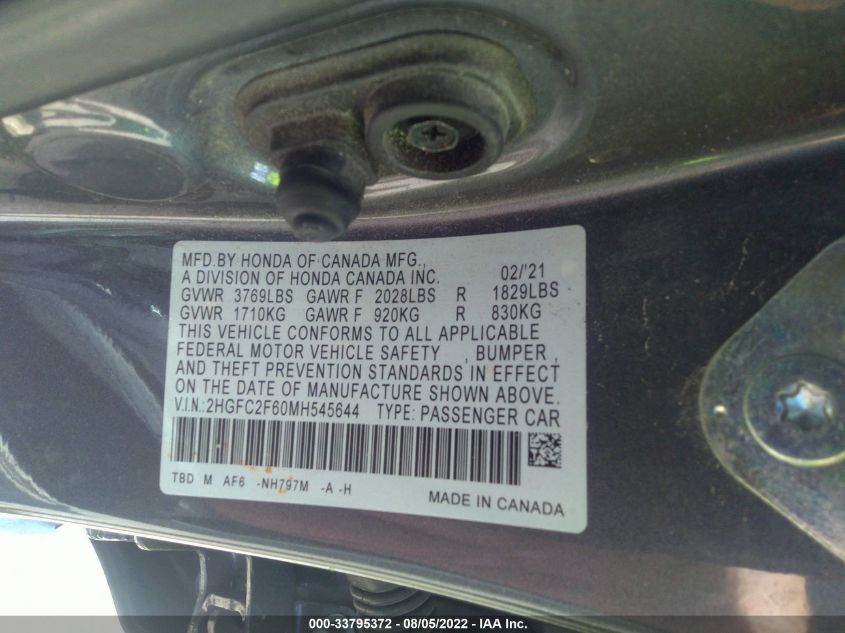 MFD.BY HONDA OF CANADA MFG.,
A DIVISION OF HONDA CANADA INC. 02/'21
GVWR 3769LBS GAWR F 2028LBS R 1829LBS
GVWR 1710KG GAWR F 920KG R 830KG
THIS VEHICLE CONFORMS TO ALL APPLICABLE
FEDERAL MOTOR VEHICLE SAFETY , BUMPER ,
AND THEFT PREVENTION STANDARDS IN EFFECT
ON THE DATE OF MANUFACTURE SHOWN ABOVE.
V.I.N.:2HGFC2F60MH545644 TYPE: PASSENGER CAR
TBD M AF6 -NH797M -A -H
MADE IN CANADA
000-33795372 - 08/05/2022 - IAA Inc.